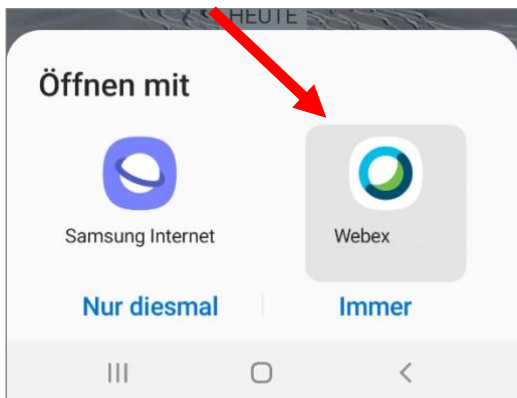 HEUTE
Öffnen mit
Samsung Internet
Webex
Nur diesmal
Immer